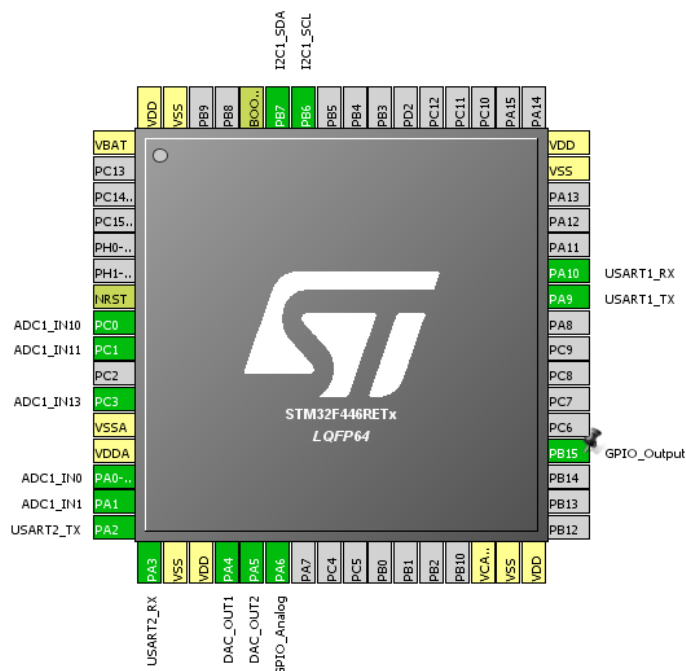 I2C1_SDA
I2C1_SCL
VDD
VSS
PB9
PB8
BOO..
PB7
PB6
PB5
PB4
PB3
PD2
PC12
PC11
PC10
PA15
PA14
VBAT
PC13
PC14..
PC15..
PH0-..
PH1-..
NRST
ADC1_IN10 PC0
ADC1_IN11 PC1
PC2
ADC1_IN13 PC3
VSSA
VDDA
ADC1_IN0 PA0-..
ADC1_IN1 PA1
USART2_TX PA2
ST
STM32F446RETx
LQFP64
VDD
VSS
PA13
PA12
PA11
PA10 USART1_RX
PA9 USART1_TX
PA8
PC9
PC8
PC7
PC6
PB15 GPIO_Output
PB14
PB13
PB12
PA3
VSS
VDD
PA4
PA5
PA6
PA7
PC4
PC5
PB0
PB1
PB2
PB10
VCA..
VSS
VDD
USART2_RX
DAC_OUT1
DAC_OUT2
GPIO_Analog